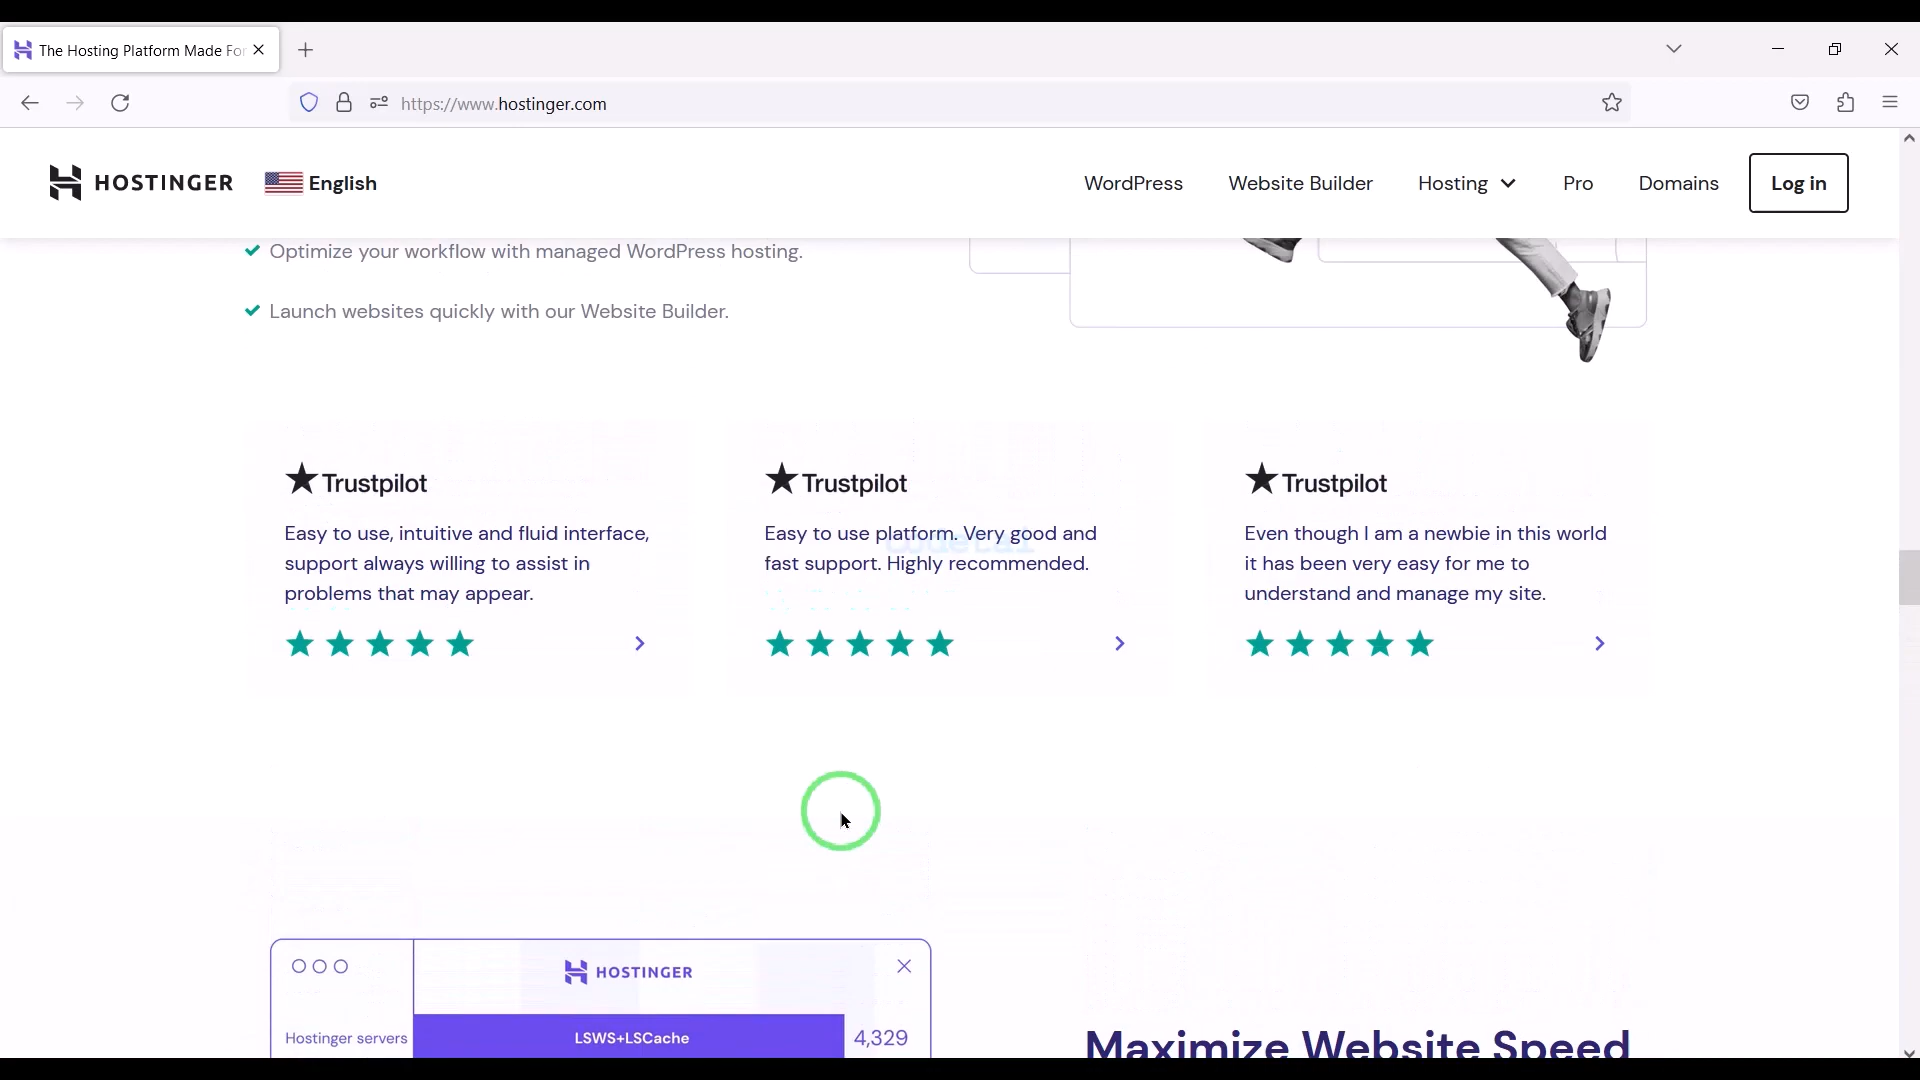 The Hosting Platform Made For
https://www.hostinger.com
HOSTINGER English WordPress Website Builder Hosting Pro Domains Log in
Optimize your workflow with managed WordPress hosting.
Launch websites quickly with our Website Builder.
Trustpilot
Easy to use, intuitive and fluid interface,
support always willing to assist in
problems that may appear.
Trustpilot
Easy to use platform. Very good and
fast support. Highly recommended.
Trustpilot
Even though I am a newbie in this world
it has been very easy for me to
understand and manage my site.
HOSTINGER
Hostinger servers LSWS+LSCache 4,329
Maximize Website Speed